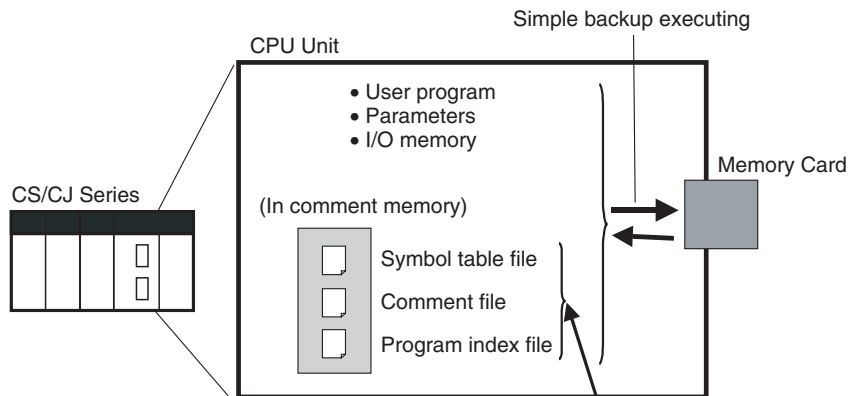 Simple backup executing
CPU Unit
• User program
• Parameters
• I/O memory
Memory Card
CS/CJ Series
(In comment memory)
Symbol table file
Comment file
Program index file